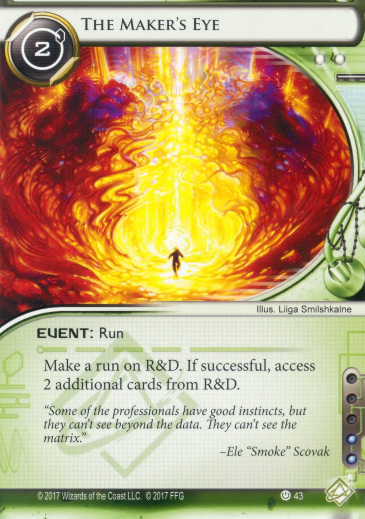 THE MAKER'S EYE
2
Illus. Liiga Smilshkalne
EVENT: Run
Make a run on R&D. If successful, access
2 additional cards from R&D.
“Some of the professionals have good instincts, but
they can't see beyond the data. They can't see the
matrix.”
–Ele “Smoke” Scovak
© 2017 Wizards of the Coast LLC. © 2017 FFG
43